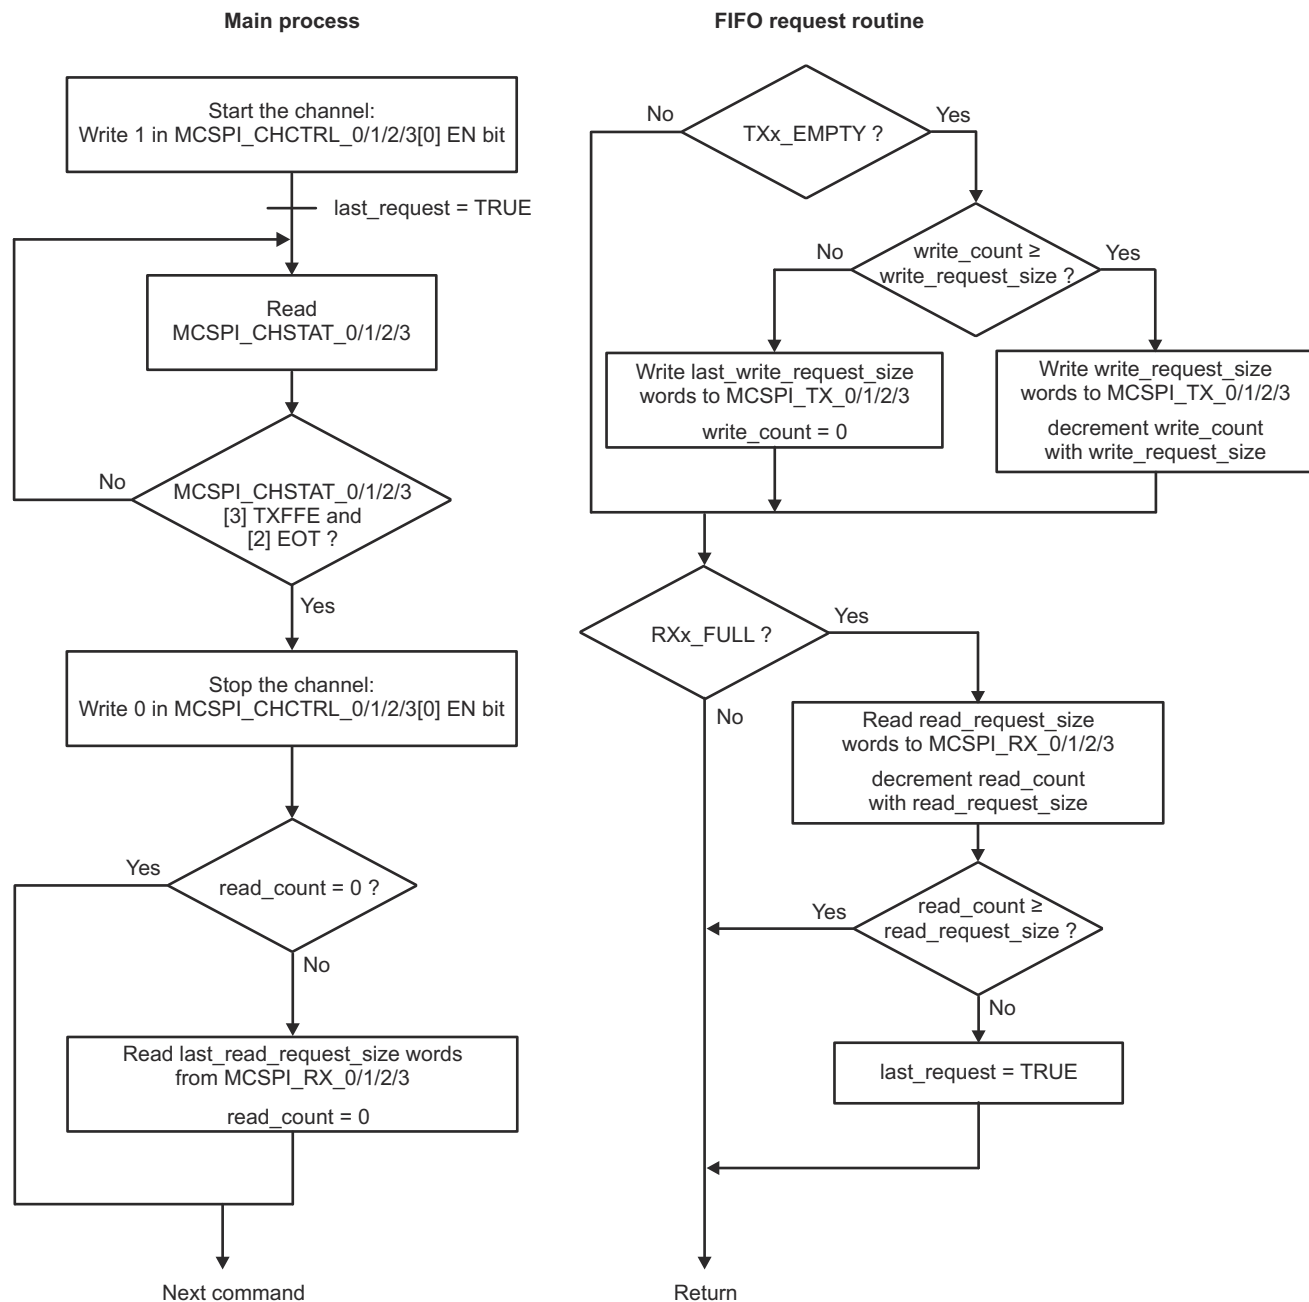 Main process
Start the channel:
Write 1 in MCSPI_CHCTRL_0/1/2/3[0] EN bit
last_request = TRUE
Read
MCSPI_CHSTAT_0/1/2/3
No
MCSPI_CHSTAT_0/1/2/3
[3] TXFFE and
[2] EOT ?
Yes
Stop the channel:
Write 0 in MCSPI_CHCTRL_0/1/2/3[0] EN bit
Yes
read_count = 0 ?
No
Read last_read_request_size words
from MCSPI_RX_0/1/2/3
read_count = 0
Next command
FIFO request routine
No
TXx_EMPTY ?
Yes
No
write_count ≥
write_request_size ?
Yes
Write last_write_request_size
words to MCSPI_TX_0/1/2/3
write_count = 0
Write write_request_size
words to MCSPI_TX_0/1/2/3
decrement write_count
with write_request_size
RXx_FULL ?
Yes
No
Read read_request_size
words to MCSPI_RX_0/1/2/3
decrement read_count
with read_request_size
Yes
read_count ≥
read_request_size ?
No
last_request = TRUE
Return